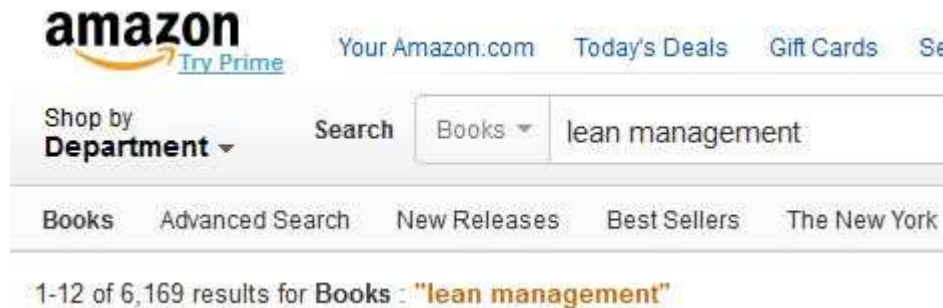 amazon
Try Prime
Your Amazon.com Today's Deals Gift Cards
Shop by
Department
Search Books lean management
Books Advanced Search New Releases Best Sellers The New York
1-12 of 6,169 results for Books : "lean management"